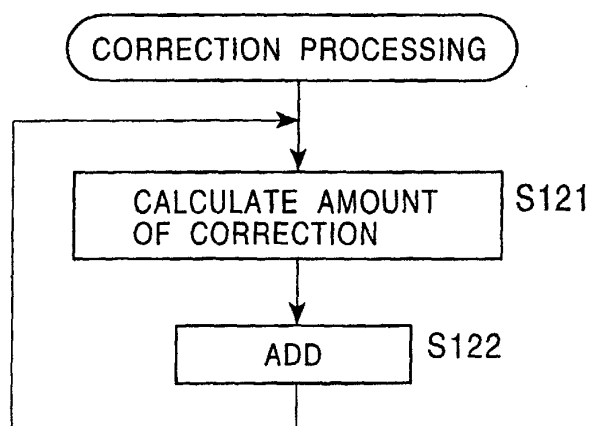 CORRECTION PROCESSING
CALCULATE AMOUNT
OF CORRECTION
S121
ADD
S122